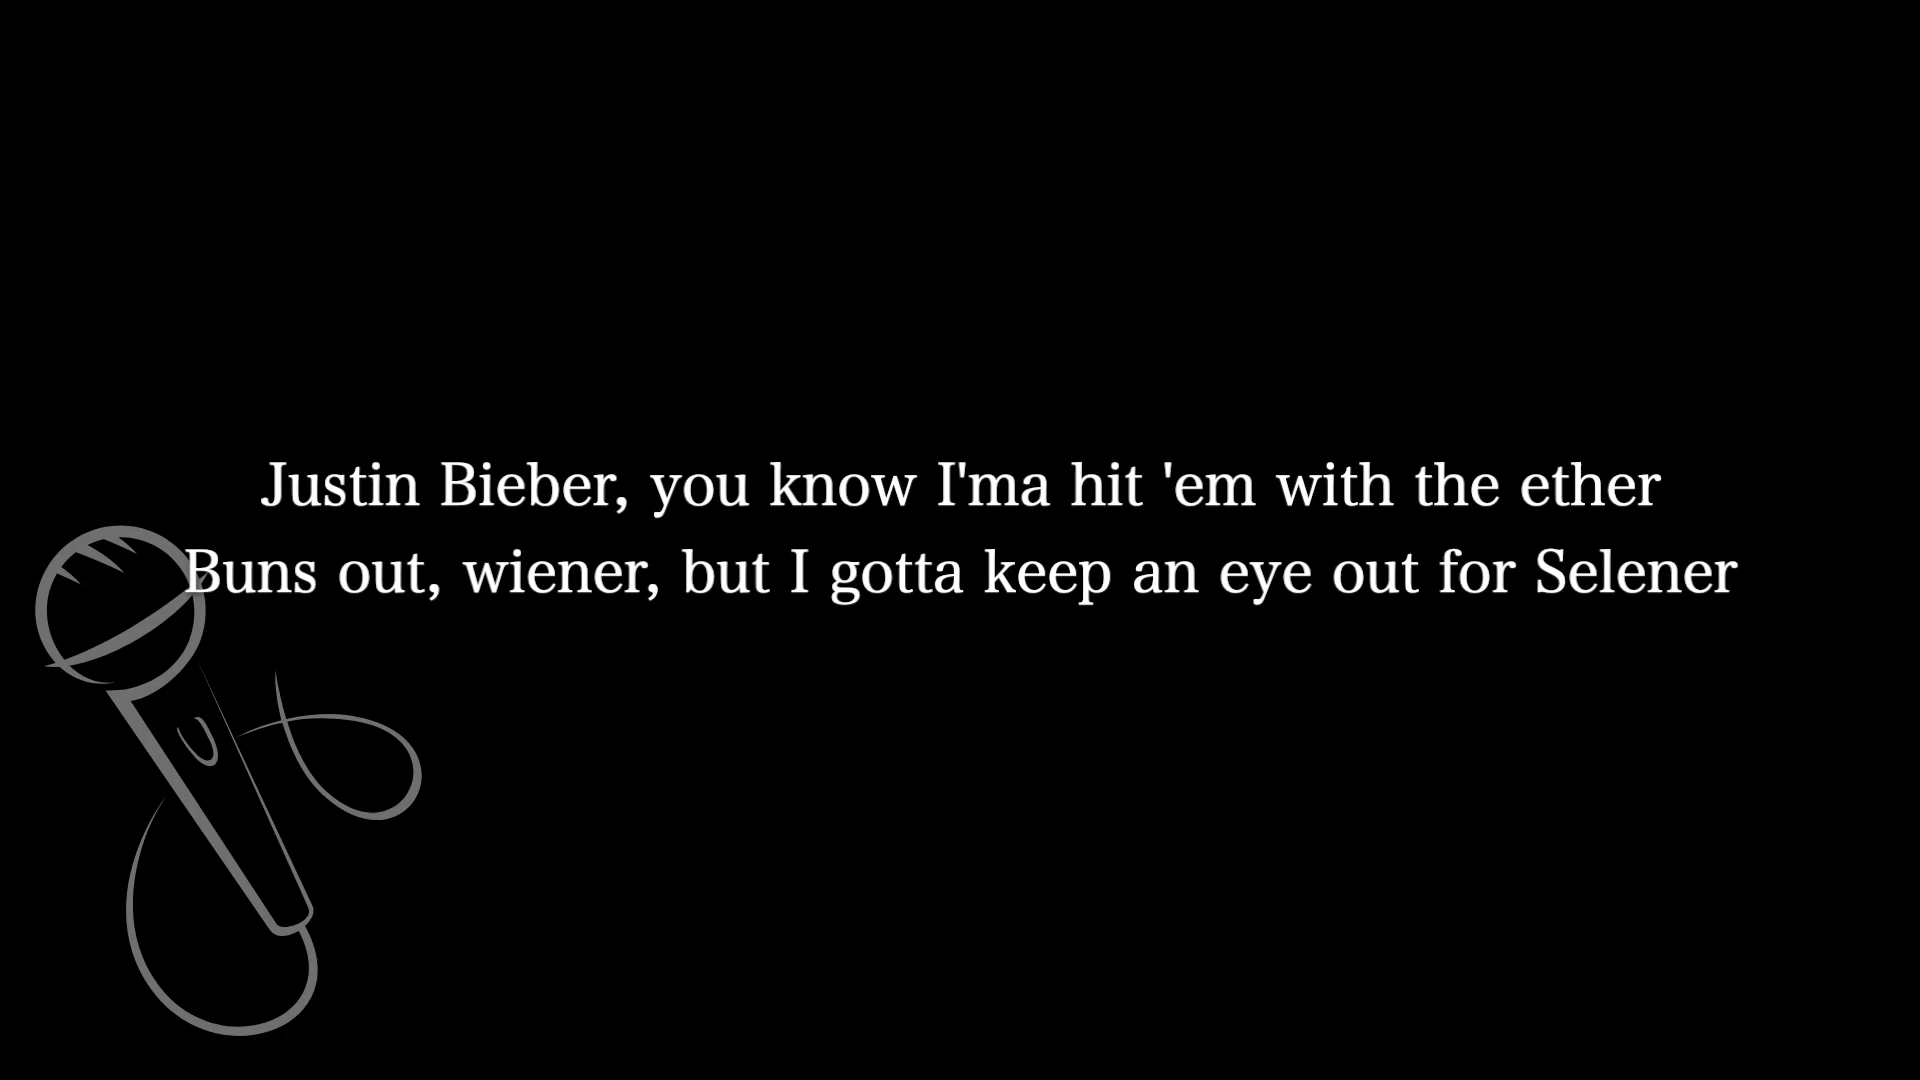 Justin Bieber, you know I'ma hit 'em with the ether
Buns out, wiener, but I gotta keep an eye out for Selener